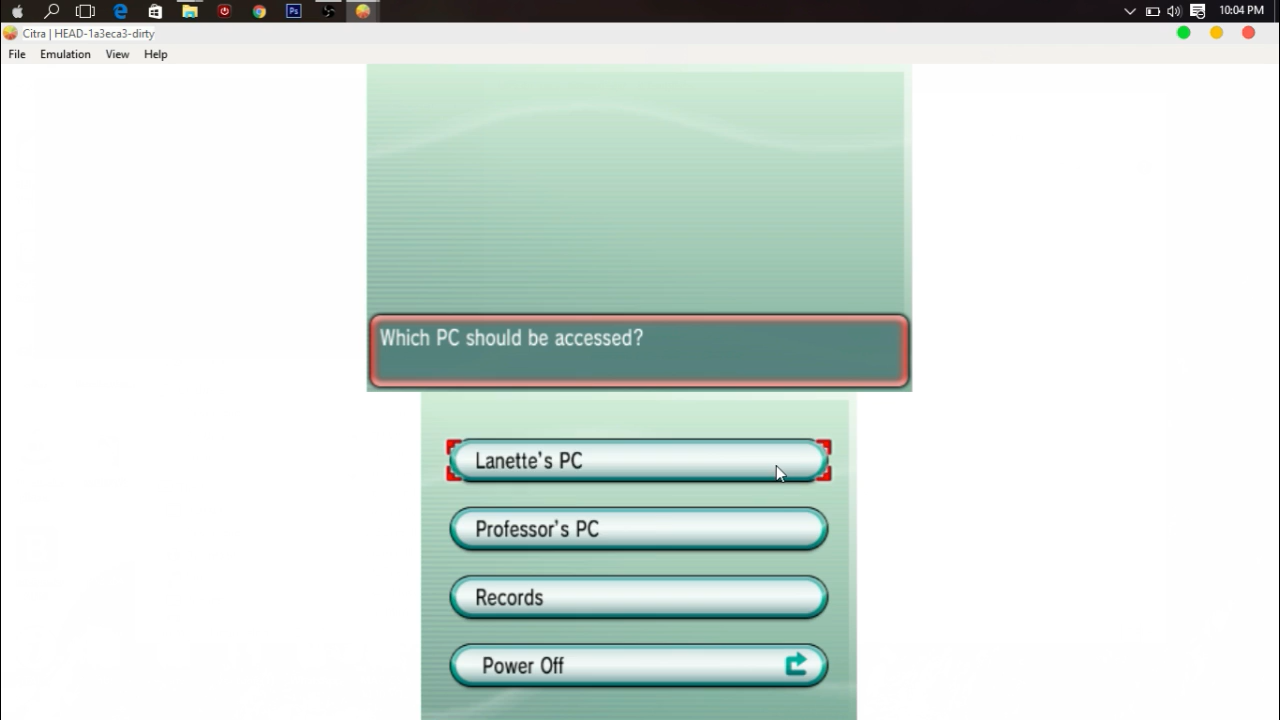 10:04 PM
Citra | HEAD-1a3eca3-dirty
File Emulation View Help
Which PC should be accessed?
Lanette's PC
Professor's PC
Records
Power Off